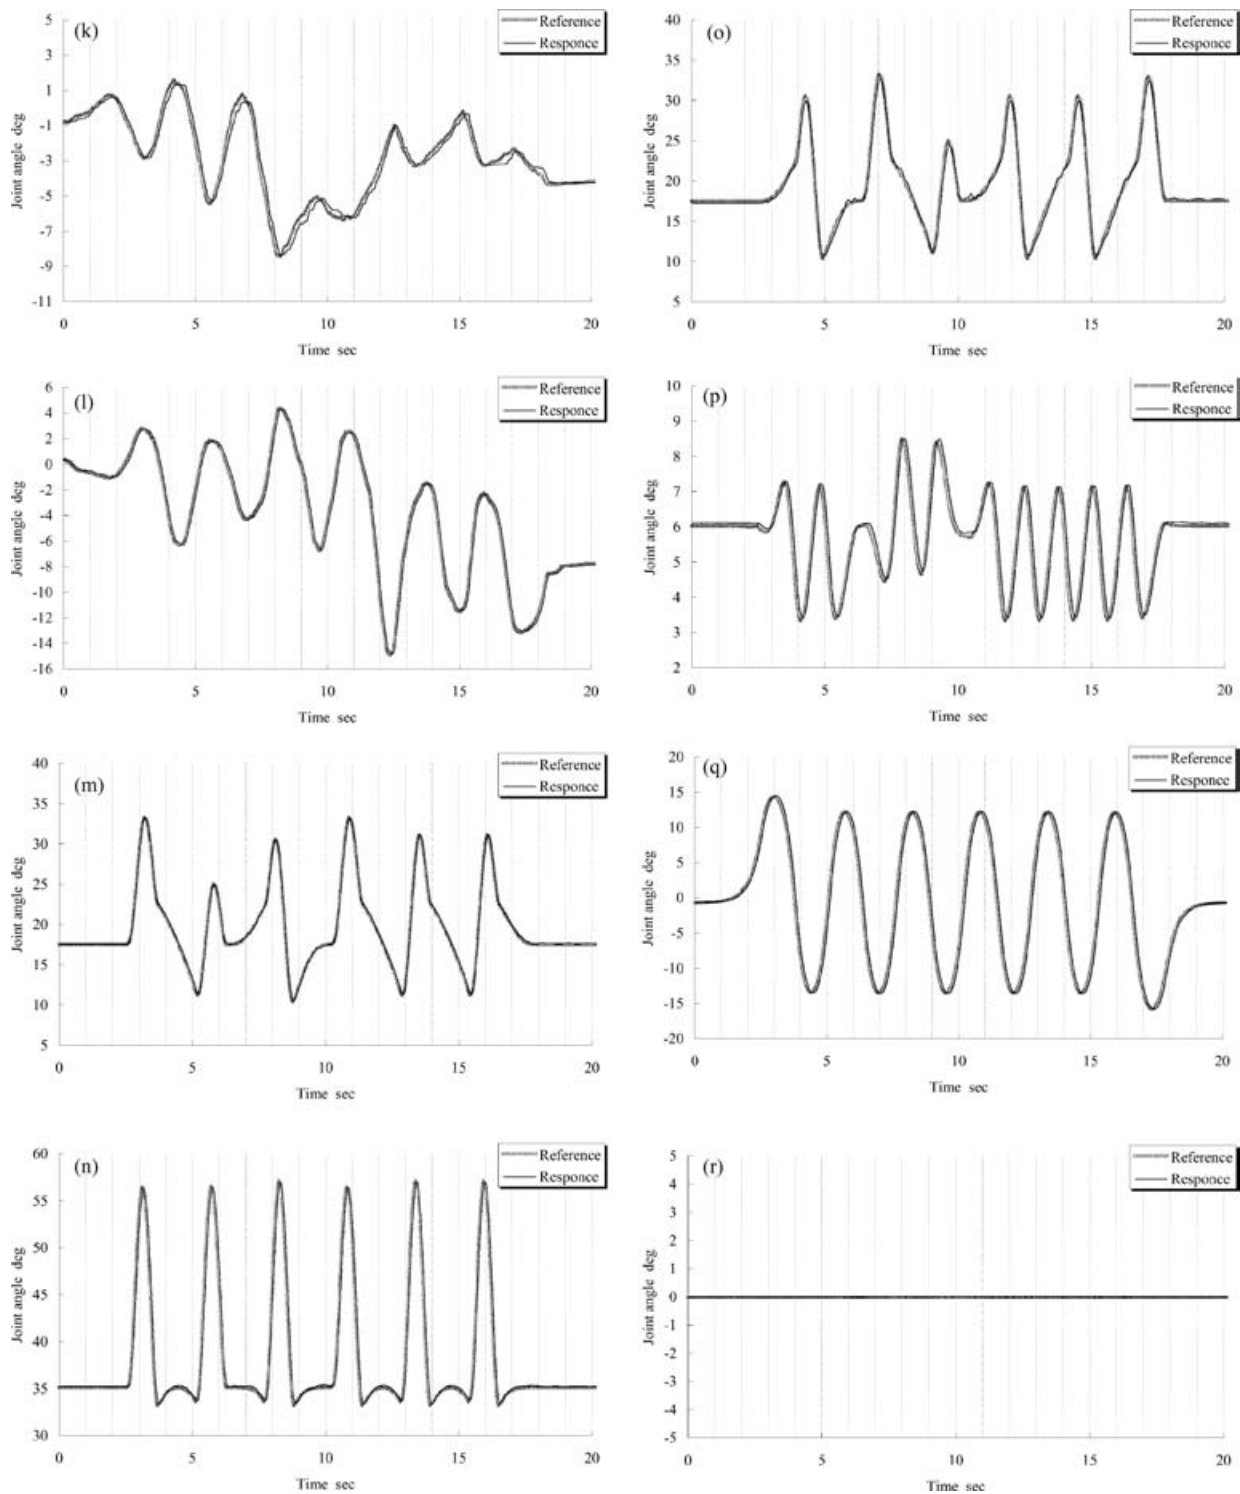 (k)
Reference
Responce
5
3
1
-1
-3
-5
-7
-9
-11
Joint angle deg
0 5 10 15 20
Time sec
(o)
Reference
Responce
40
35
30
25
20
15
10
5
Joint angle deg
0 5 10 15 20
Time sec
(l)
Reference
Responce
6
4
2
0
-2
-4
-6
-8
-10
-12
-14
-16
Joint angle deg
0 5 10 15 20
Time sec
(p)
Reference
Responce
10
9
8
7
6
5
4
3
2
Joint angle deg
0 5 10 15 20
Time sec
(m)
Reference
Responce
40
35
30
25
20
15
10
5
Joint angle deg
0 5 10 15 20
Time sec
(q)
Reference
Responce
20
15
10
5
0
-5
-10
-15
-20
Joint angle deg
0 5 10 15 20
Time sec
(n)
Reference
Responce
60
55
50
45
40
35
30
Joint angle deg
0 5 10 15 20
Time sec
(r)
Reference
Responce
5
4
3
2
1
0
-1
-2
-3
-4
-5
Joint angle deg
0 5 10 15 20
Time sec